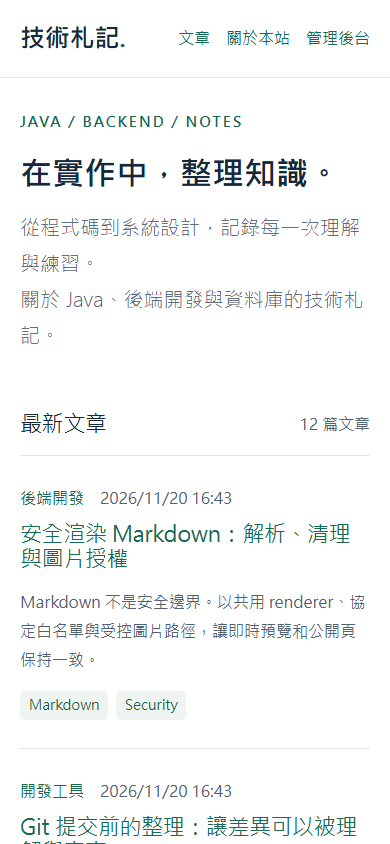 技術札記.
文章 關於本站 管理後台
JAVA / BACKEND / NOTES
在實作中，整理知識。
從程式碼到系統設計，記錄每一次理解
與練習。
關於 Java、後端開發與資料庫的技術札
記。
最新文章 12 篇文章
後端開發 2026/11/20 16:43
安全渲染 Markdown：解析、清理
與圖片授權
Markdown 不是安全邊界。以共用 renderer、協
定白名單與受控圖片路徑，讓即時預覽和公開頁
保持一致。
Markdown Security
開發工具 2026/11/20 16:43
Git 提交前的整理：讓差異可以被理